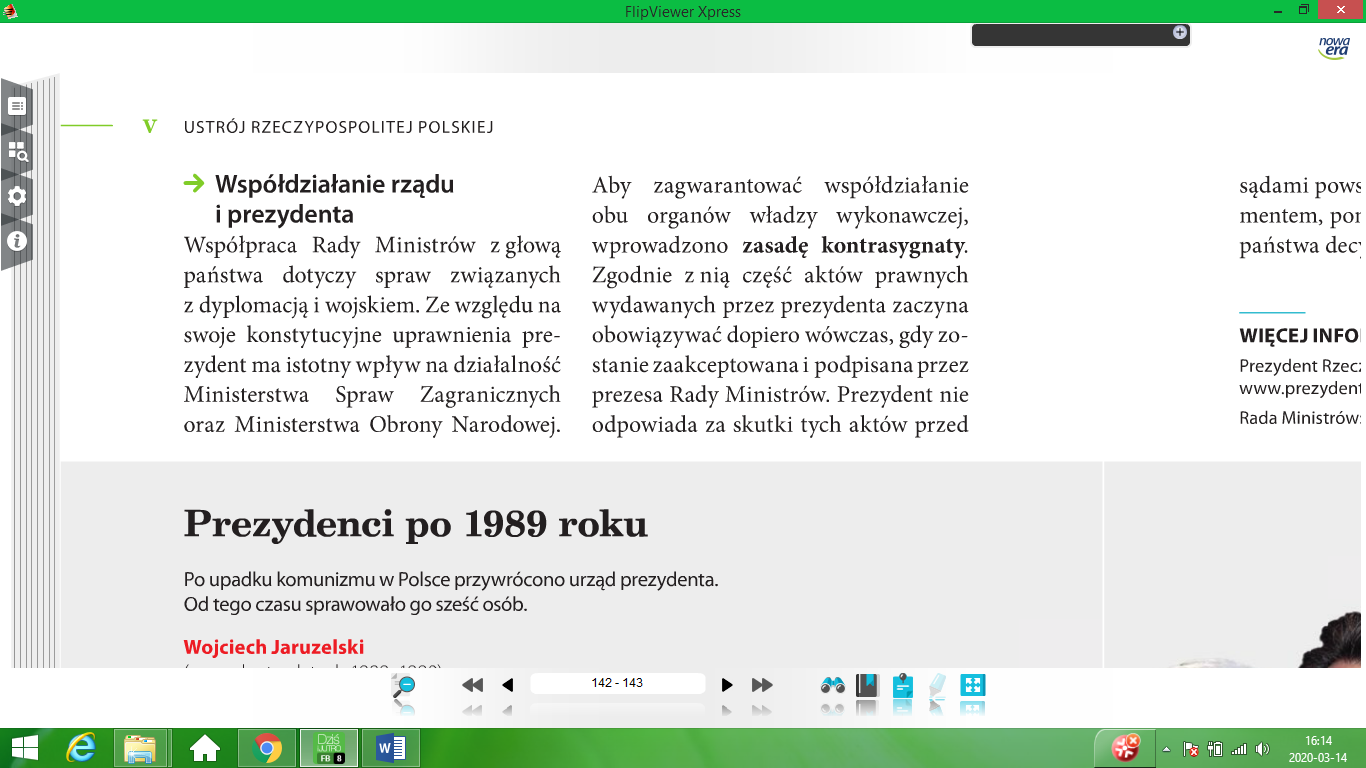 FlipViewer Xpress
nowa
era
V
USTRÓJ RZECZYPOSPOLITEJ POLSKIEJ
Współdziałanie rządu
i prezydenta
Współpraca Rady Ministrów z głową
państwa dotyczy spraw związanych
z dyplomacją i wojskiem. Ze względu na
swoje konstytucyjne uprawnienia pre-
zydent ma istotny wpływ na działalność
Ministerstwa Spraw Zagranicznych
oraz Ministerstwa Obrony Narodowej.
Aby zagwarantować współdziałanie
obu organów władzy wykonawczej,
wprowadzono zasadę kontrasygnaty.
Zgodnie z nią część aktów prawnych
wydawanych przez prezydenta zaczyna
obowiązywać dopiero wówczas, gdy zo-
stanie zaakceptowana i podpisana przez
prezesa Rady Ministrów. Prezydent nie
odpowiada za skutki tych aktów przed
sądami pows
mentem, por
państwa decy
WIĘCEJ INFO
Prezydent Rzecz
www.prezydent
Rada Ministrów:
Prezydenci po 1989 roku
Po upadku komunizmu w Polsce przywrócono urząd prezydenta.
Od tego czasu sprawowało go sześć osób.
Wojciech Jaruzelski
142 - 143
Dziś
JUTRO
FB 8
16:14
2020-03-14